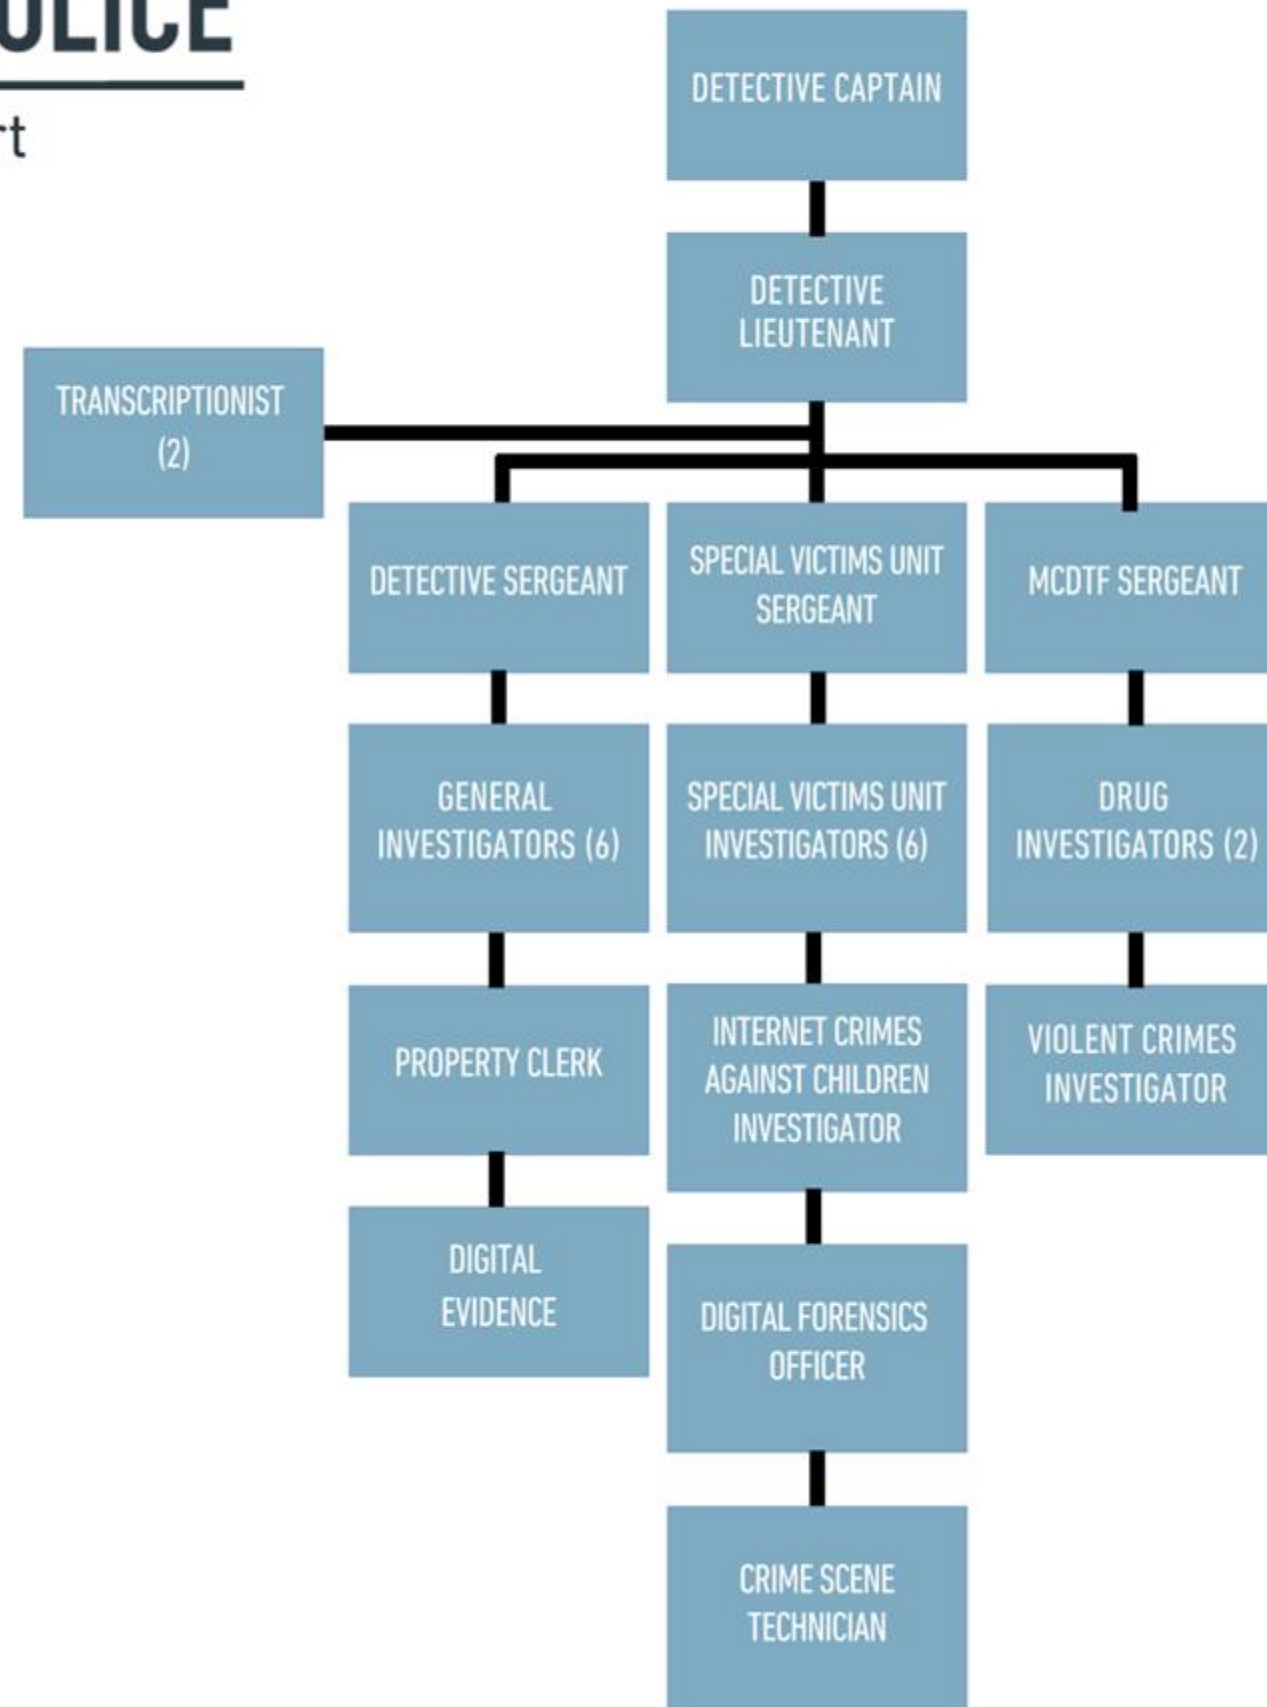 DETECTIVE CAPTAIN
DETECTIVE
LIEUTENANT
TRANSCRIPTIONIST
(2)
DETECTIVE SERGEANT
SPECIAL VICTIMS UNIT
SERGEANT
MCDTF SERGEANT
GENERAL
INVESTIGATORS (6)
SPECIAL VICTIMS UNIT
INVESTIGATORS (6)
DRUG
INVESTIGATORS (2)
PROPERTY CLERK
INTERNET CRIMES
AGAINST CHILDREN
INVESTIGATOR
VIOLENT CRIMES
INVESTIGATOR
DIGITAL
EVIDENCE
DIGITAL FORENSICS
OFFICER
CRIME SCENE
TECHNICIAN